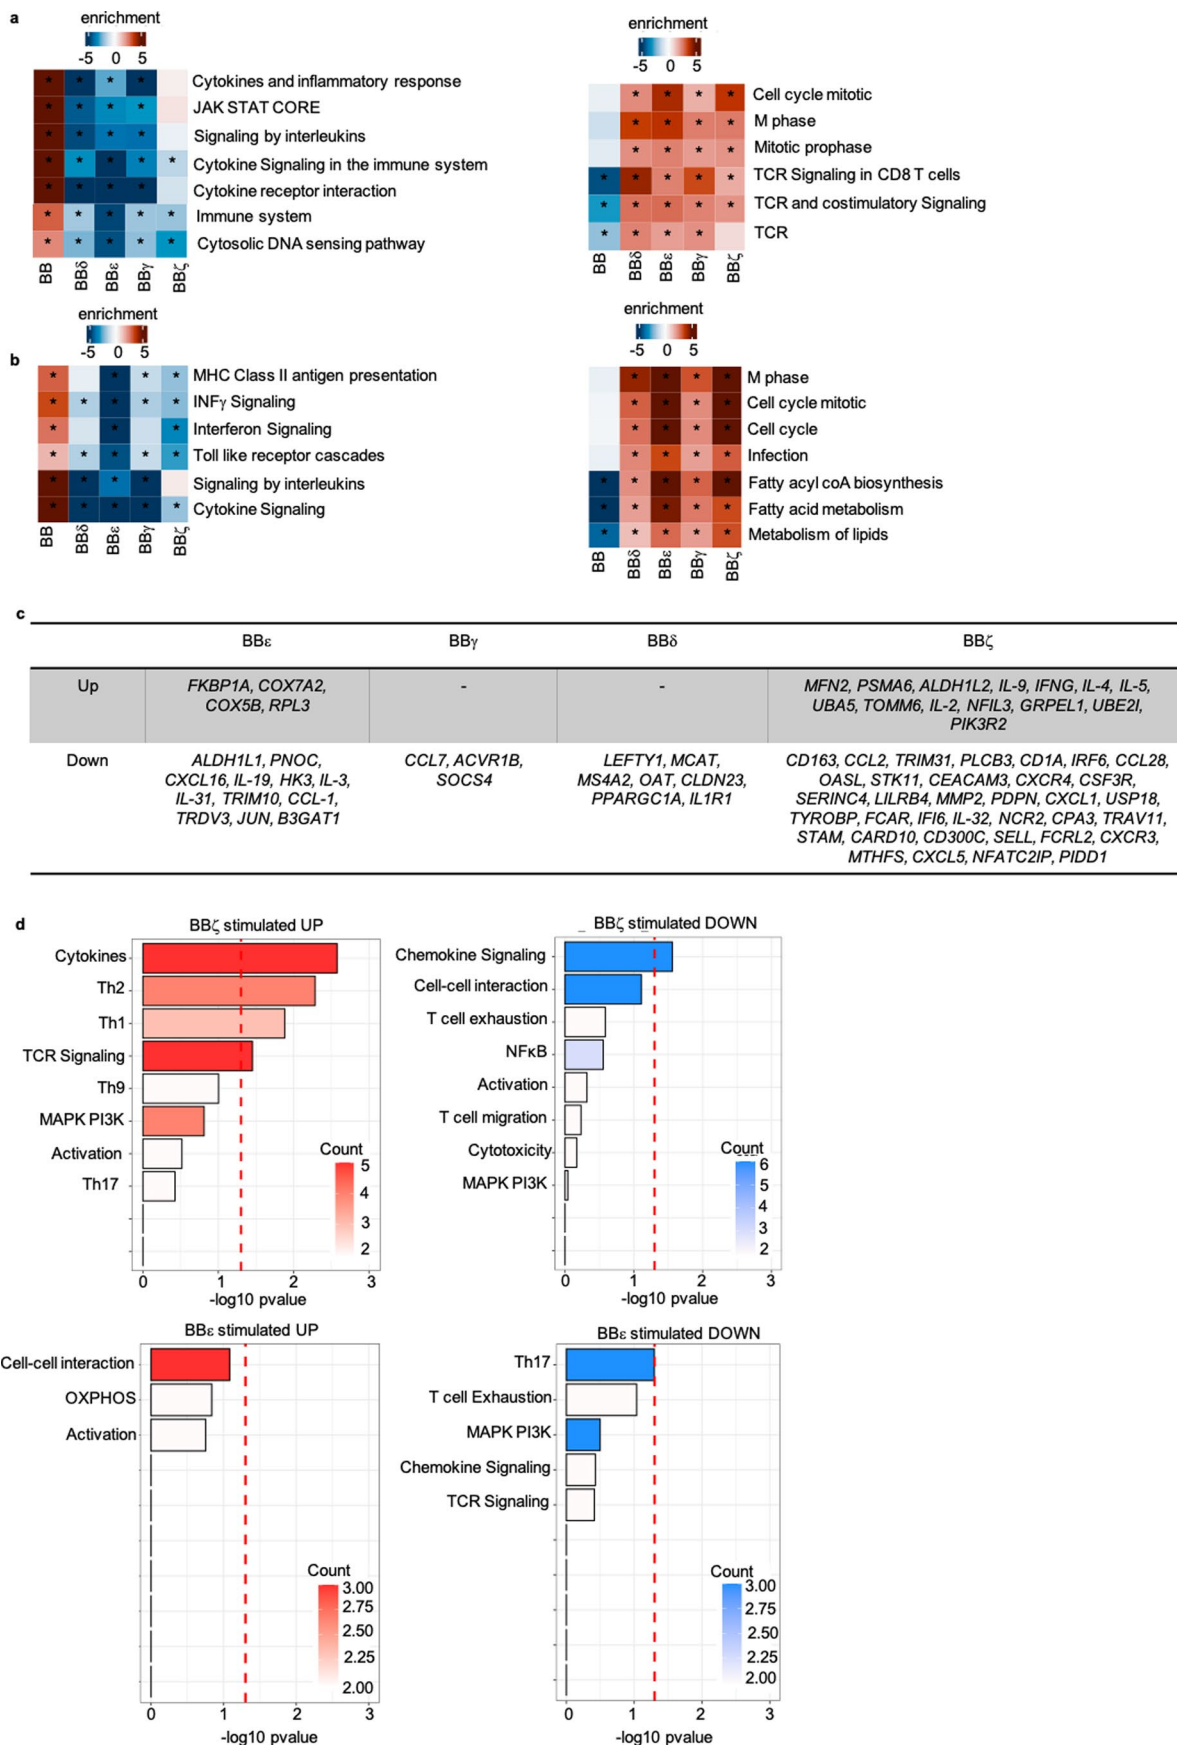 a
enrichment
-5 0 5
* * * * Cytokines and inflammatory response
* * * * JAK STAT CORE
* * * * Signaling by interleukins
* * * * * Cytokine Signaling in the immune system
* * * * Cytokine receptor interaction
* * * * * Immune system
* * * * * Cytosolic DNA sensing pathway
BB BBδ BBε BBγ BBζ
enrichment
-5 0 5
* * * * Cell cycle mitotic
* * * * M phase
* * * * Mitotic prophase
* * * * * TCR Signaling in CD8 T cells
* * * * * TCR and costimulatory Signaling
* * * * TCR
BB BBδ BBε BBγ BBζ
b
enrichment
-5 0 5
* * * * MHC Class II antigen presentation
* * * * * INFγ Signaling
* * * Interferon Signaling
* * * * * Toll like receptor cascades
* * * * Signaling by interleukins
* * * * * Cytokine Signaling
BB BBδ BBε BBγ BBζ
enrichment
-5 0 5
* * * * M phase
* * * * Cell cycle mitotic
* * * * Cell cycle
* * * * Infection
* * * * * Fatty acyl coA biosynthesis
* * * * * Fatty acid metabolism
* * * * * Metabolism of lipids
BB BBδ BBε BBγ BBζ
c
BBε BBγ BBδ BBζ
Up
FKBP1A, COX7A2,
COX5B, RPL3
-
-
MFN2, PSMA6, ALDH1L2, IL-9, IFNG, IL-4, IL-5,
UBA5, TOMM6, IL-2, NFIL3, GRPEL1, UBE2I,
PIK3R2
Down
ALDH1L1, PNOC,
CXCL16, IL-19, HK3, IL-3,
IL-31, TRIM10, CCL-1,
TRDV3, JUN, B3GAT1
CCL7, ACVR1B,
SOCS4
LEFTY1, MCAT,
MS4A2, OAT, CLDN23,
PPARGC1A, IL1R1
CD163, CCL2, TRIM31, PLCB3, CD1A, IRF6, CCL28,
OASL, STK11, CEACAM3, CXCR4, CSF3R,
SERINC4, LILRB4, MMP2, PDPN, CXCL1, USP18,
TYROBP, FCAR, IFI6, IL-32, NCR2, CPA3, TRAV11,
STAM, CARD10, CD300C, SELL, FCRL2, CXCR3,
MTHFS, CXCL5, NFATC2IP, PIDD1
d
BBζ stimulated UP
Cytokines
Th2
Th1
TCR Signaling
Th9
MAPK PI3K
Activation
Th17
Count
5
4
3
2
0 1 2 3
-log10 pvalue
BBζ stimulated DOWN
Chemokine Signaling
Cell-cell interaction
T cell exhaustion
NFκB
Activation
T cell migration
Cytotoxicity
MAPK PI3K
Count
6
5
4
3
2
0 1 2 3
-log10 pvalue
BBε stimulated UP
Cell-cell interaction
OXPHOS
Activation
Count
3.00
2.75
2.50
2.25
2.00
0 1 2 3
-log10 pvalue
BBε stimulated DOWN
Th17
T cell Exhaustion
MAPK PI3K
Chemokine Signaling
TCR Signaling
Count
3.00
2.75
2.50
2.25
2.00
0 1 2 3
-log10 pvalue